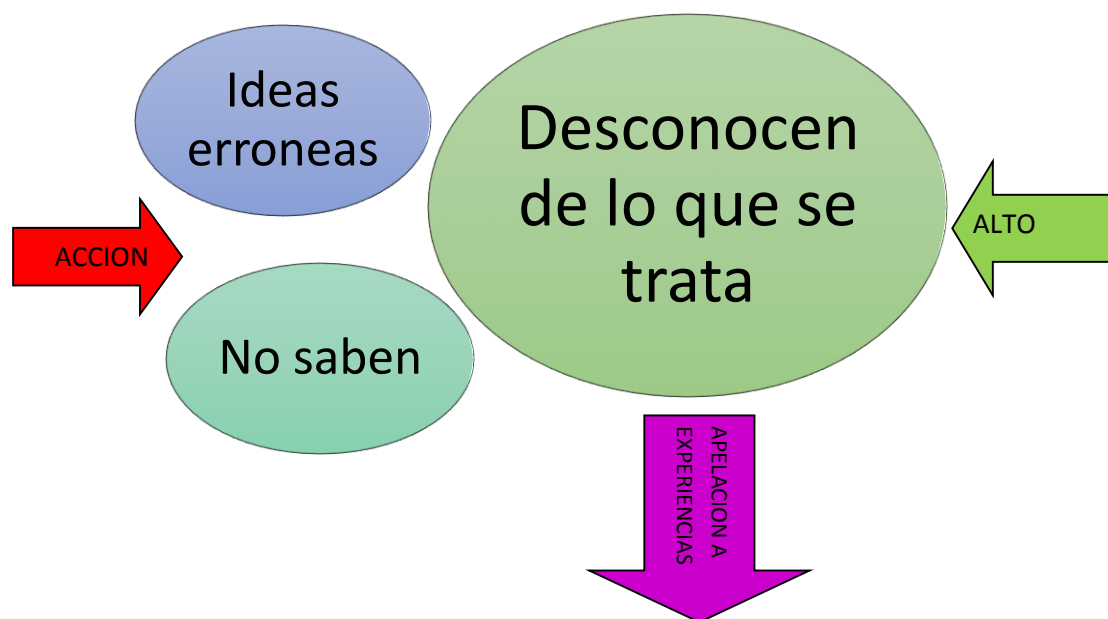 Ideas
erroneas
Desconocen
de lo que se
trata
ACCION
ALTO
No saben
APELACION A
EXPERIENCIAS